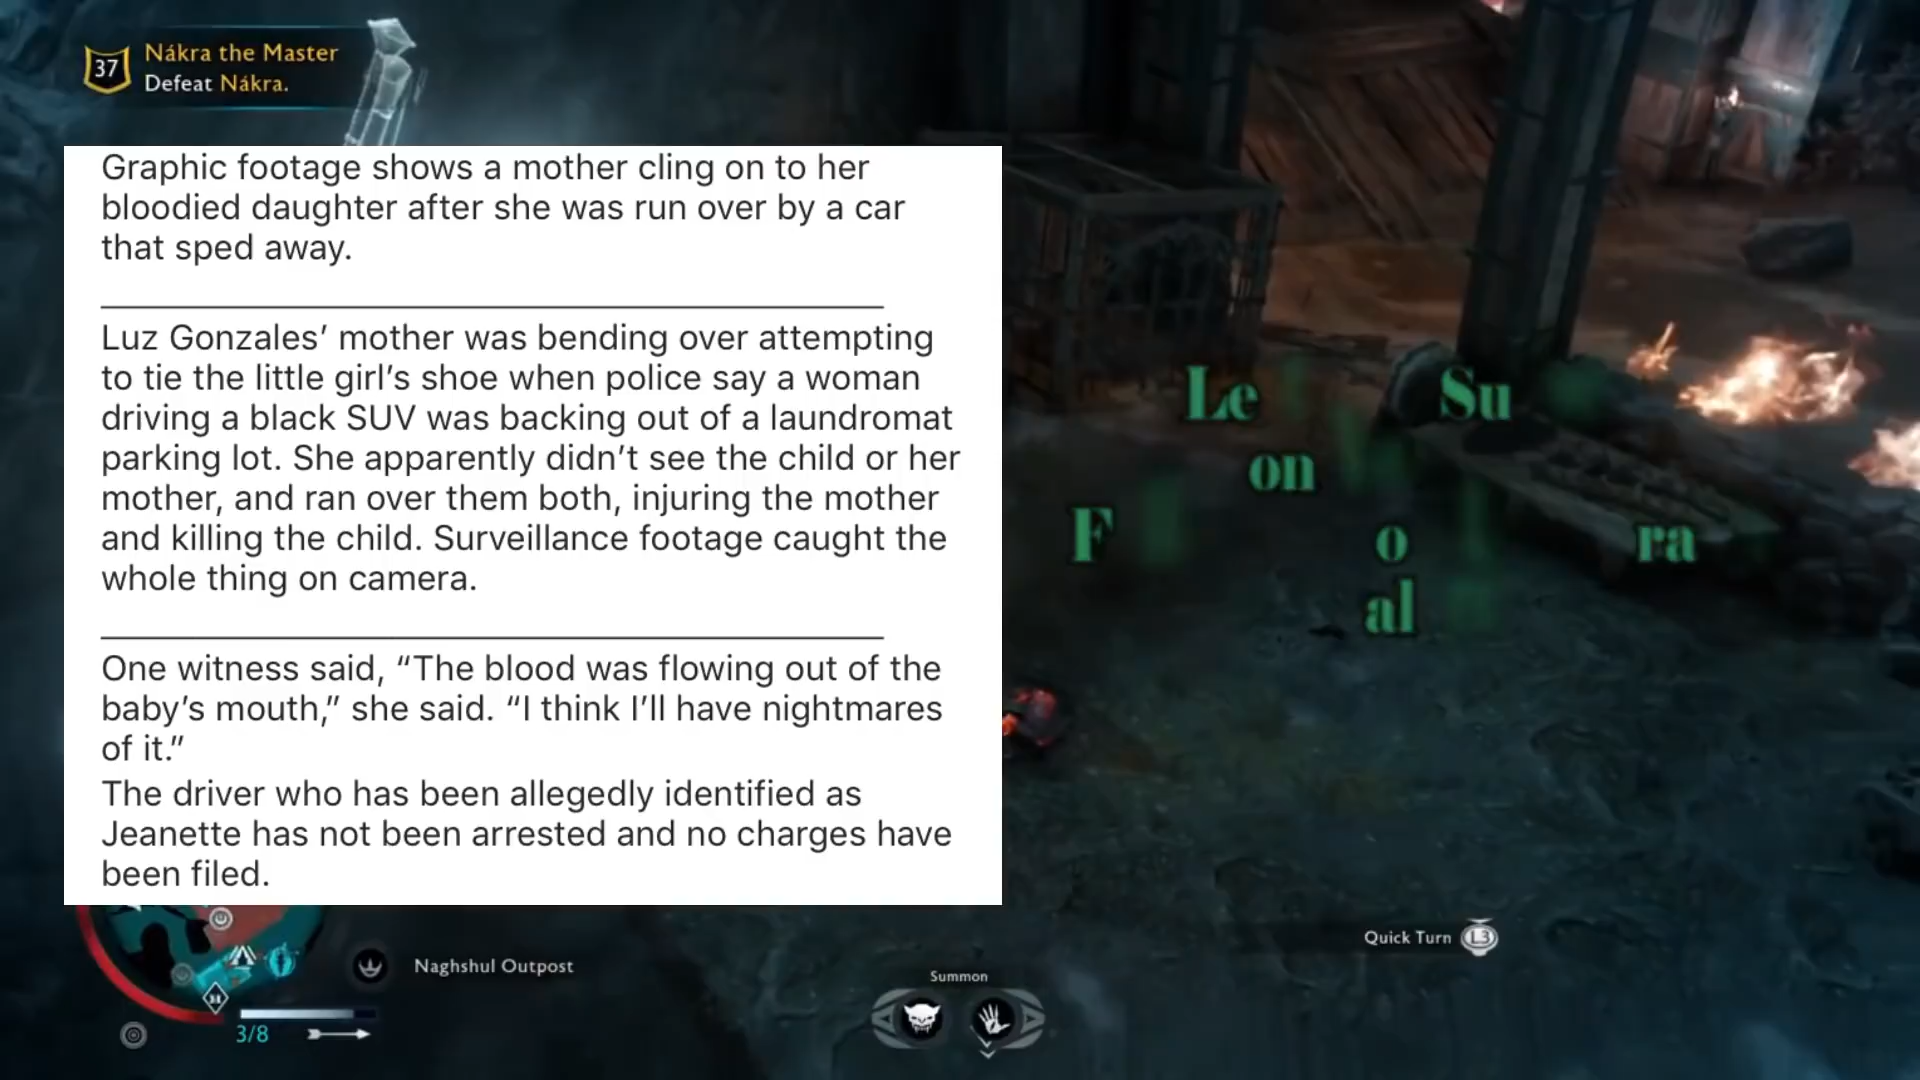 37
Nákra the Master
Defeat Nákra.
Graphic footage shows a mother cling on to her
bloodied daughter after she was run over by a car
that sped away.
Luz Gonzales’ mother was bending over attempting
to tie the little girl’s shoe when police say a woman
driving a black SUV was backing out of a laundromat
parking lot. She apparently didn’t see the child or her
mother, and ran over them both, injuring the mother
and killing the child. Surveillance footage caught the
whole thing on camera.
One witness said, “The blood was flowing out of the
baby’s mouth,” she said. “I think I’ll have nightmares
of it.”
The driver who has been allegedly identified as
Jeanette has not been arrested and no charges have
been filed.
Le Su
on
F o ra
al
Quick Turn L3
Naghshul Outpost
Summon
3/8